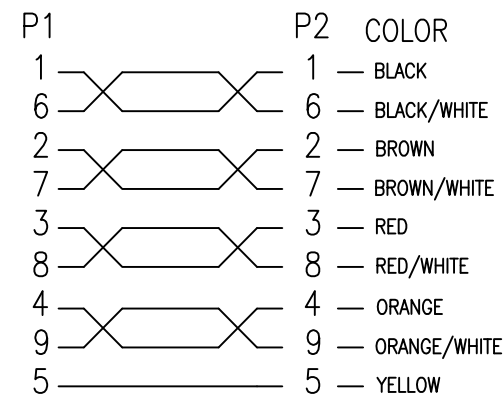 P1 P2 COLOR
1 1 — BLACK
6 6 — BLACK/WHITE
2 2 — BROWN
7 7 — BROWN/WHITE
3 3 — RED
8 8 — RED/WHITE
4 4 — ORANGE
9 9 — ORANGE/WHITE
5 5 — YELLOW